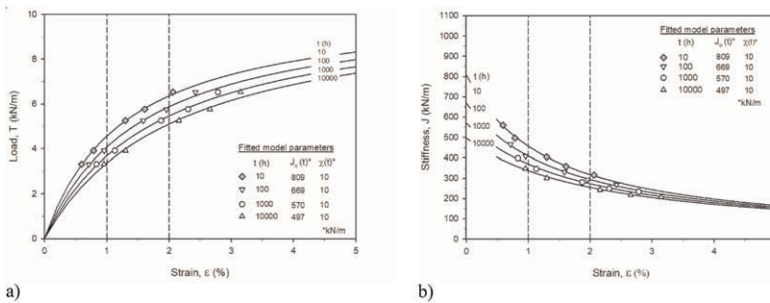 10
8
6
4
2
0
Load, T (kN/m)
0 1 2 3 4 5
Strain, ε (%)
t (h)
10
100
1000
10000
Fitted model parameters
t (h) J₀ (t)* χ(t)*
10 809 10
100 669 10
1000 570 10
10000 497 10
*kN/m
a)
1100
1000
900
800
700
600
500
400
300
200
100
0
Stiffness, J (kN/m)
0 1 2 3 4
Strain, ε (%)
t (h)
10
100
1000
10000
Fitted model parameters
t (h) J₀ (t)* χ(t)*
10 809 10
100 669 10
1000 570 10
10000 497 10
*kN/m
b)